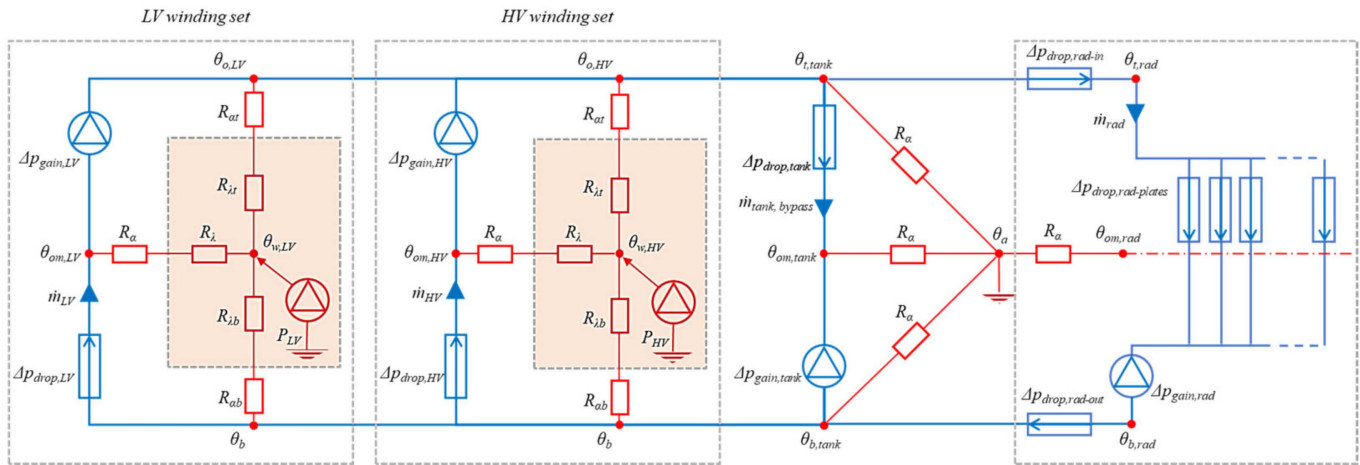 LV winding set
HV winding set
θo,LV
θo,HV
θt,tank
Δpdrop,rad-in
θt,rad
Rαt
Rαt
ṁrad
Δpgain,LV
Δpgain,HV
Rα
Δpdrop,tank
Rλt
Rλt
Δpdrop,rad-plates
ṁtank, bypass
Rα
Rλ
θw,LV
Rα
Rλ
θw,HV
Rα
θa
Rα
θom,rad
θom,LV
θom,HV
θom,tank
ṁLV
ṁHV
Rλb
Rλb
Rα
PLV
PHV
Δpdrop,LV
Δpdrop,HV
Δpgain,tank
Δpdrop,rad-out
Δpgain,rad
Rαb
Rαb
θb
θb
θb,tank
θb,rad